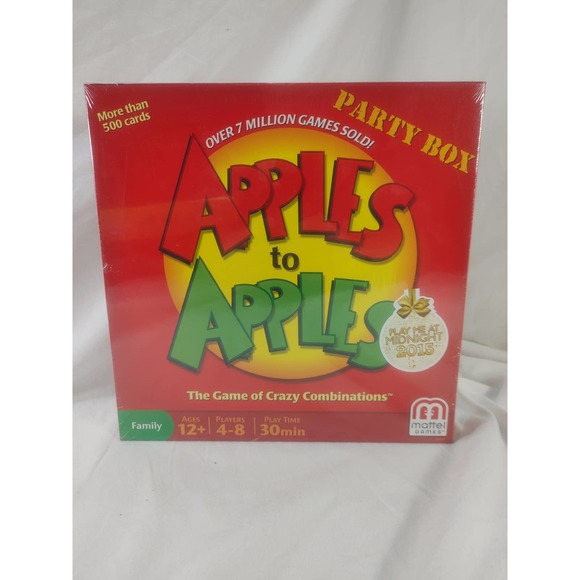 More than
500 cards
PARTY BOX
OVER 7 MILLION GAMES SOLD!
APPLES
to
APPLES
PLAY ME AT
MIDNIGHT
2015
The Game of Crazy Combinations™
Family
AGES
12+
PLAYERS
4-8
PLAY TIME
30min
mattel
GAMES